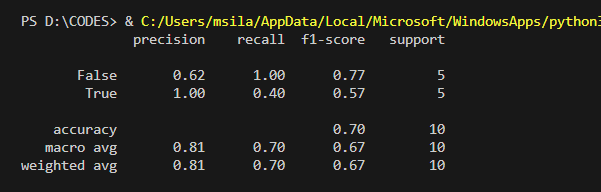 PS D:\CODES> & C:/Users/msila/AppData/Local/Microsoft/WindowsApps/python3
precision recall f1-score support
False 0.62 1.00 0.77 5
True 1.00 0.40 0.57 5
accuracy 0.70 10
macro avg 0.81 0.70 0.67 10
weighted avg 0.81 0.70 0.67 10